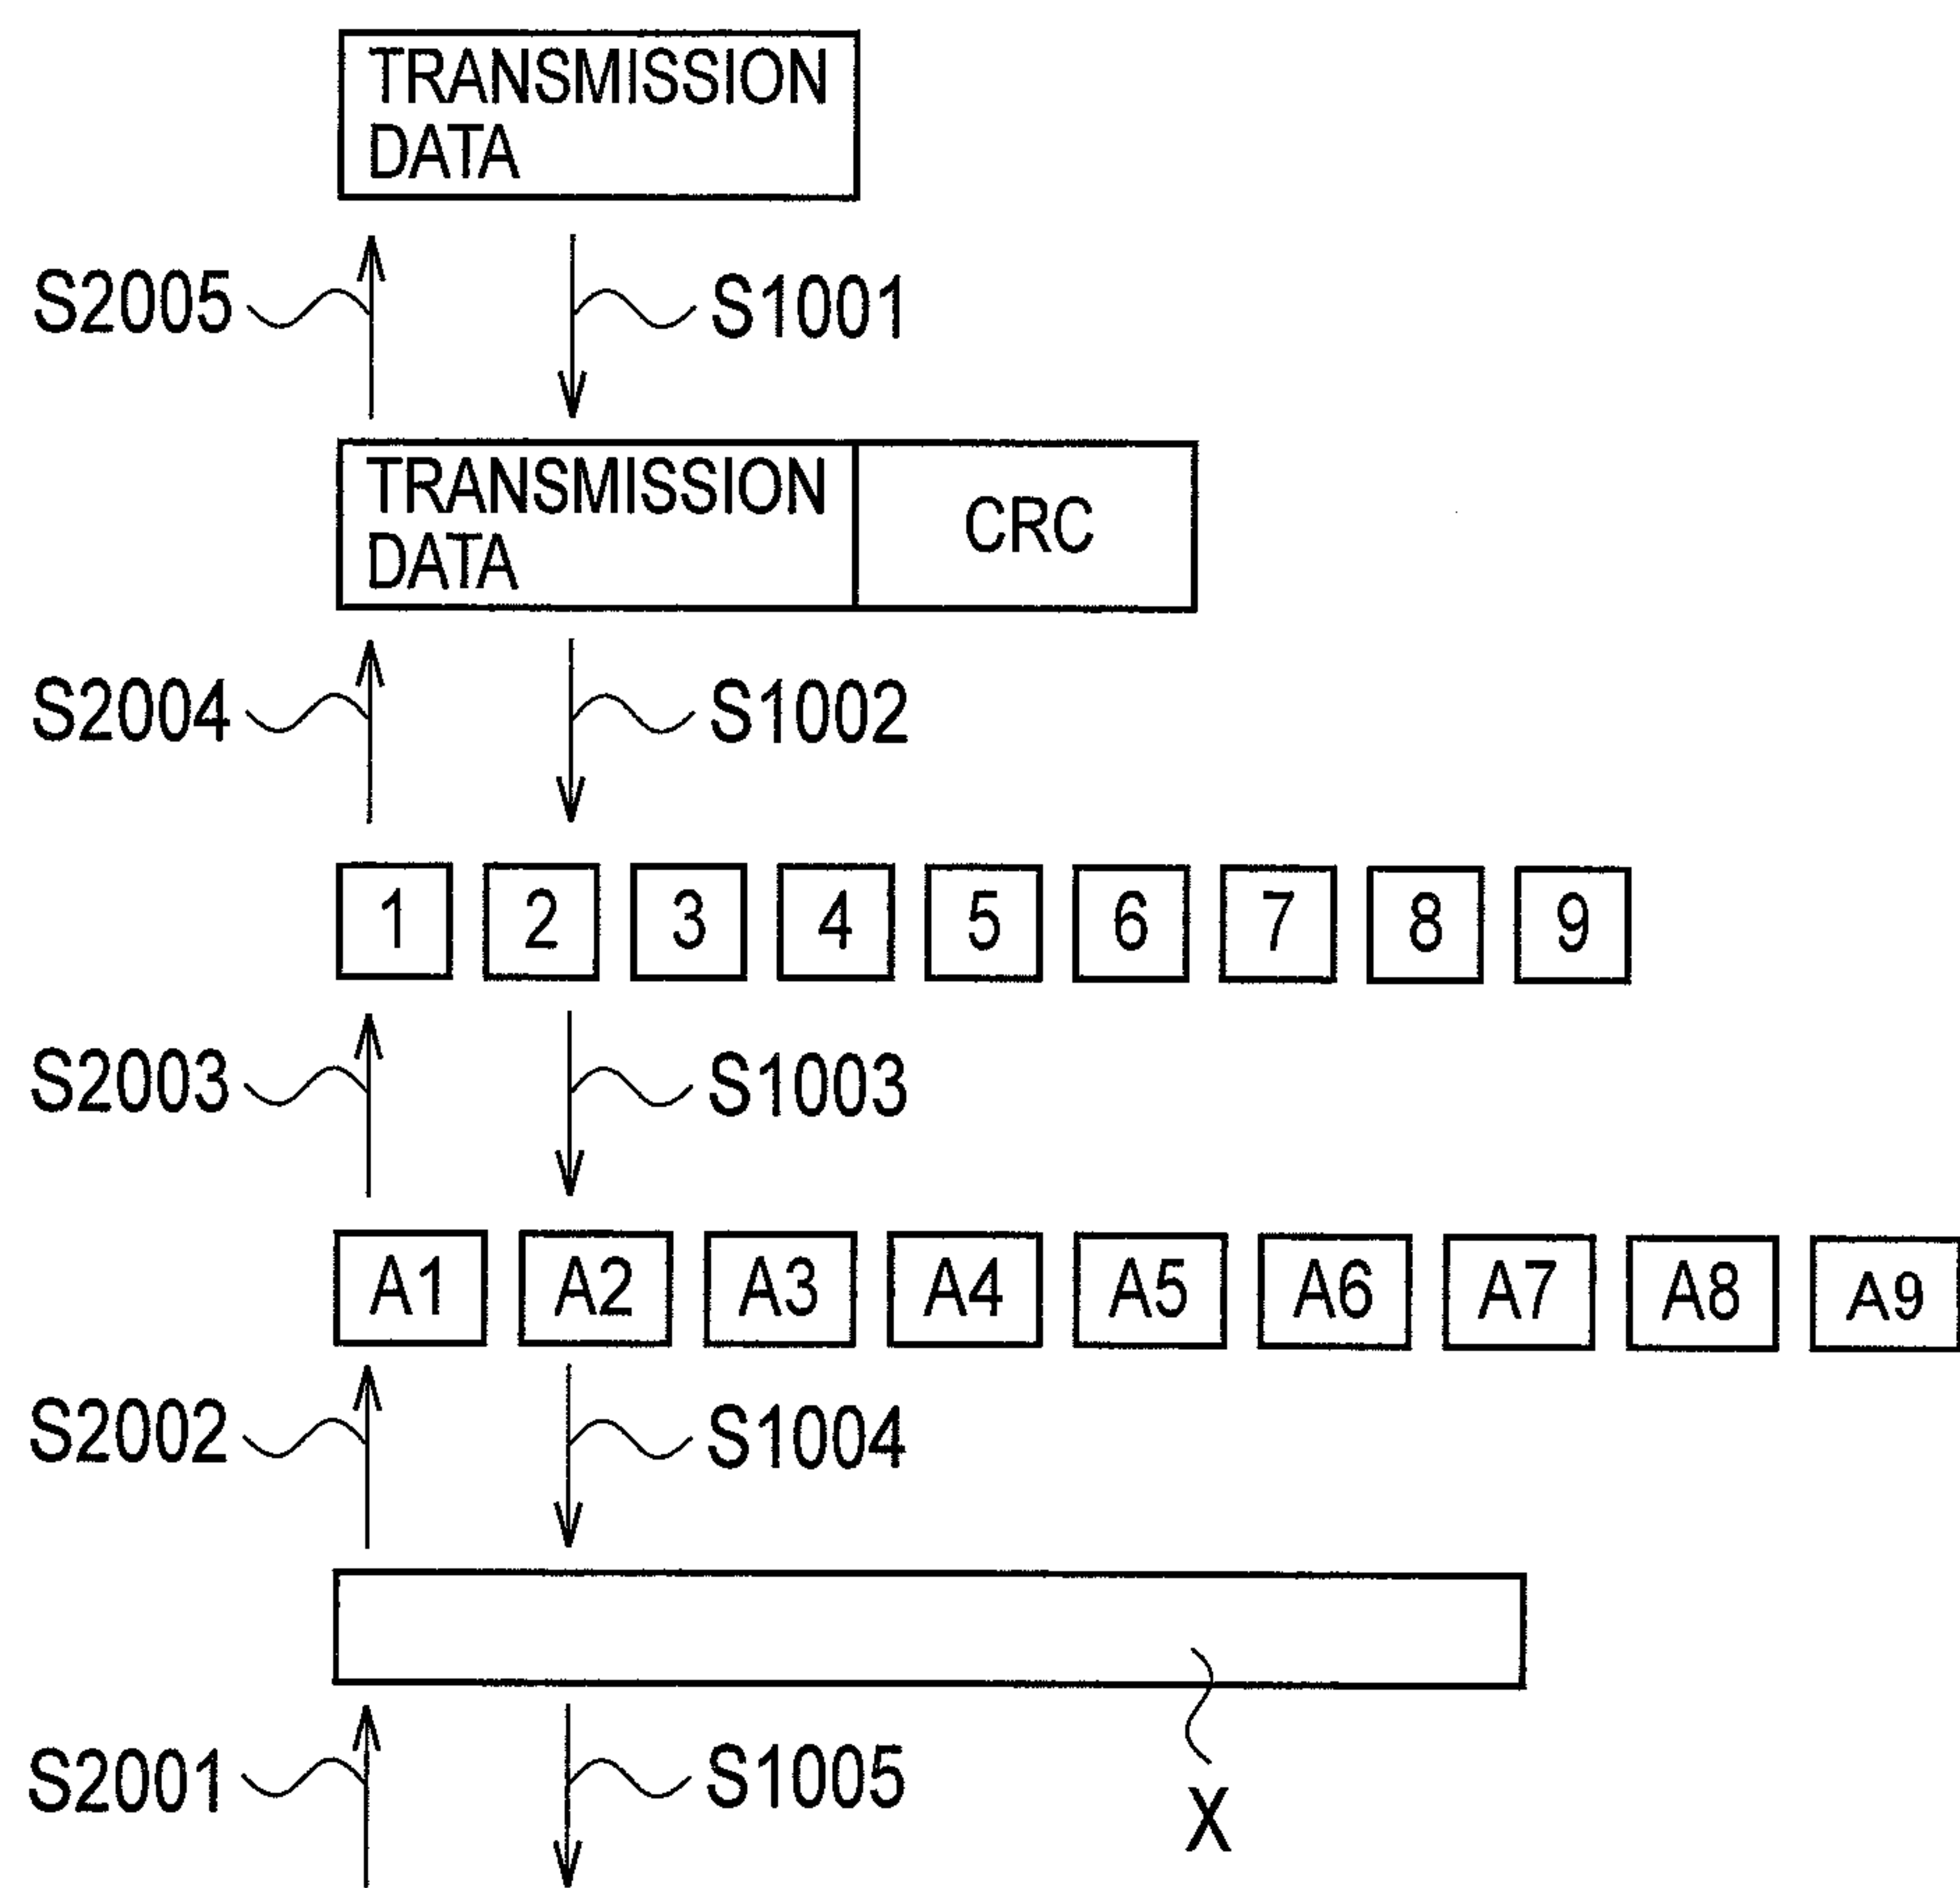 TRANSMISSION
DATA
S2005
S1001
TRANSMISSION
DATA
CRC
S2004
S1002
1 2 3 4 5 6 7 8 9
S2003
S1003
A1 A2 A3 A4 A5 A6 A7 A8 A9
S2002
S1004
S2001
S1005
X